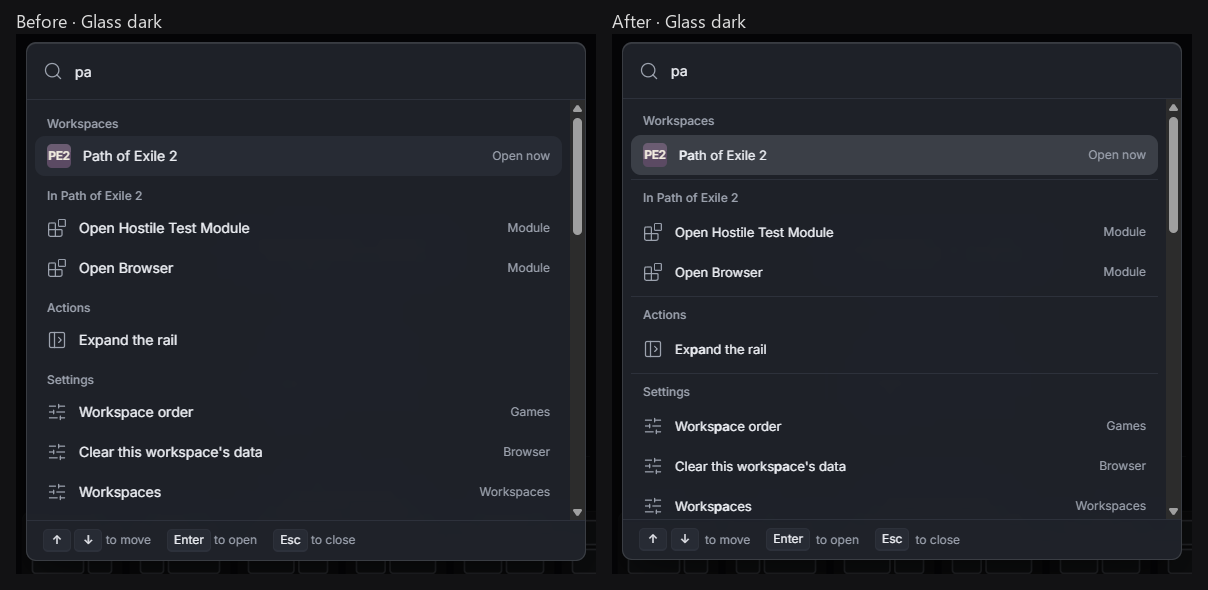 Before · Glass dark
pa
Workspaces
PE2 Path of Exile 2 Open now
In Path of Exile 2
Open Hostile Test Module Module
Open Browser Module
Actions
Expand the rail
Settings
Workspace order Games
Clear this workspace's data Browser
Workspaces Workspaces
↑ ↓ to move Enter to open Esc to close
After · Glass dark
pa
Workspaces
PE2 Path of Exile 2 Open now
In Path of Exile 2
Open Hostile Test Module Module
Open Browser Module
Actions
Expand the rail
Settings
Workspace order Games
Clear this workspace's data Browser
Workspaces Workspaces
↑ ↓ to move Enter to open Esc to close